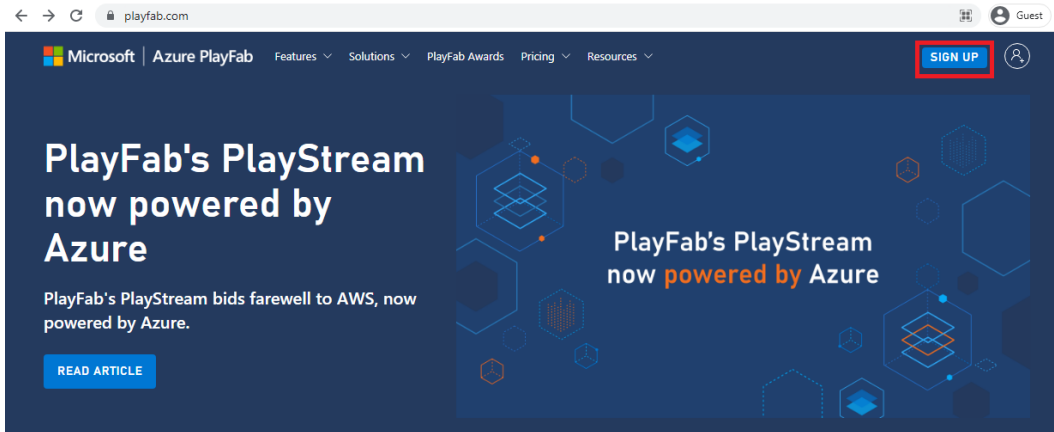 playfab.com
Guest
Microsoft | Azure PlayFab
Features
Solutions
PlayFab Awards
Pricing
Resources
SIGN UP
PlayFab's PlayStream
now powered by
Azure
PlayFab's PlayStream bids farewell to AWS, now
powered by Azure.
READ ARTICLE
PlayFab's PlayStream
now powered by Azure